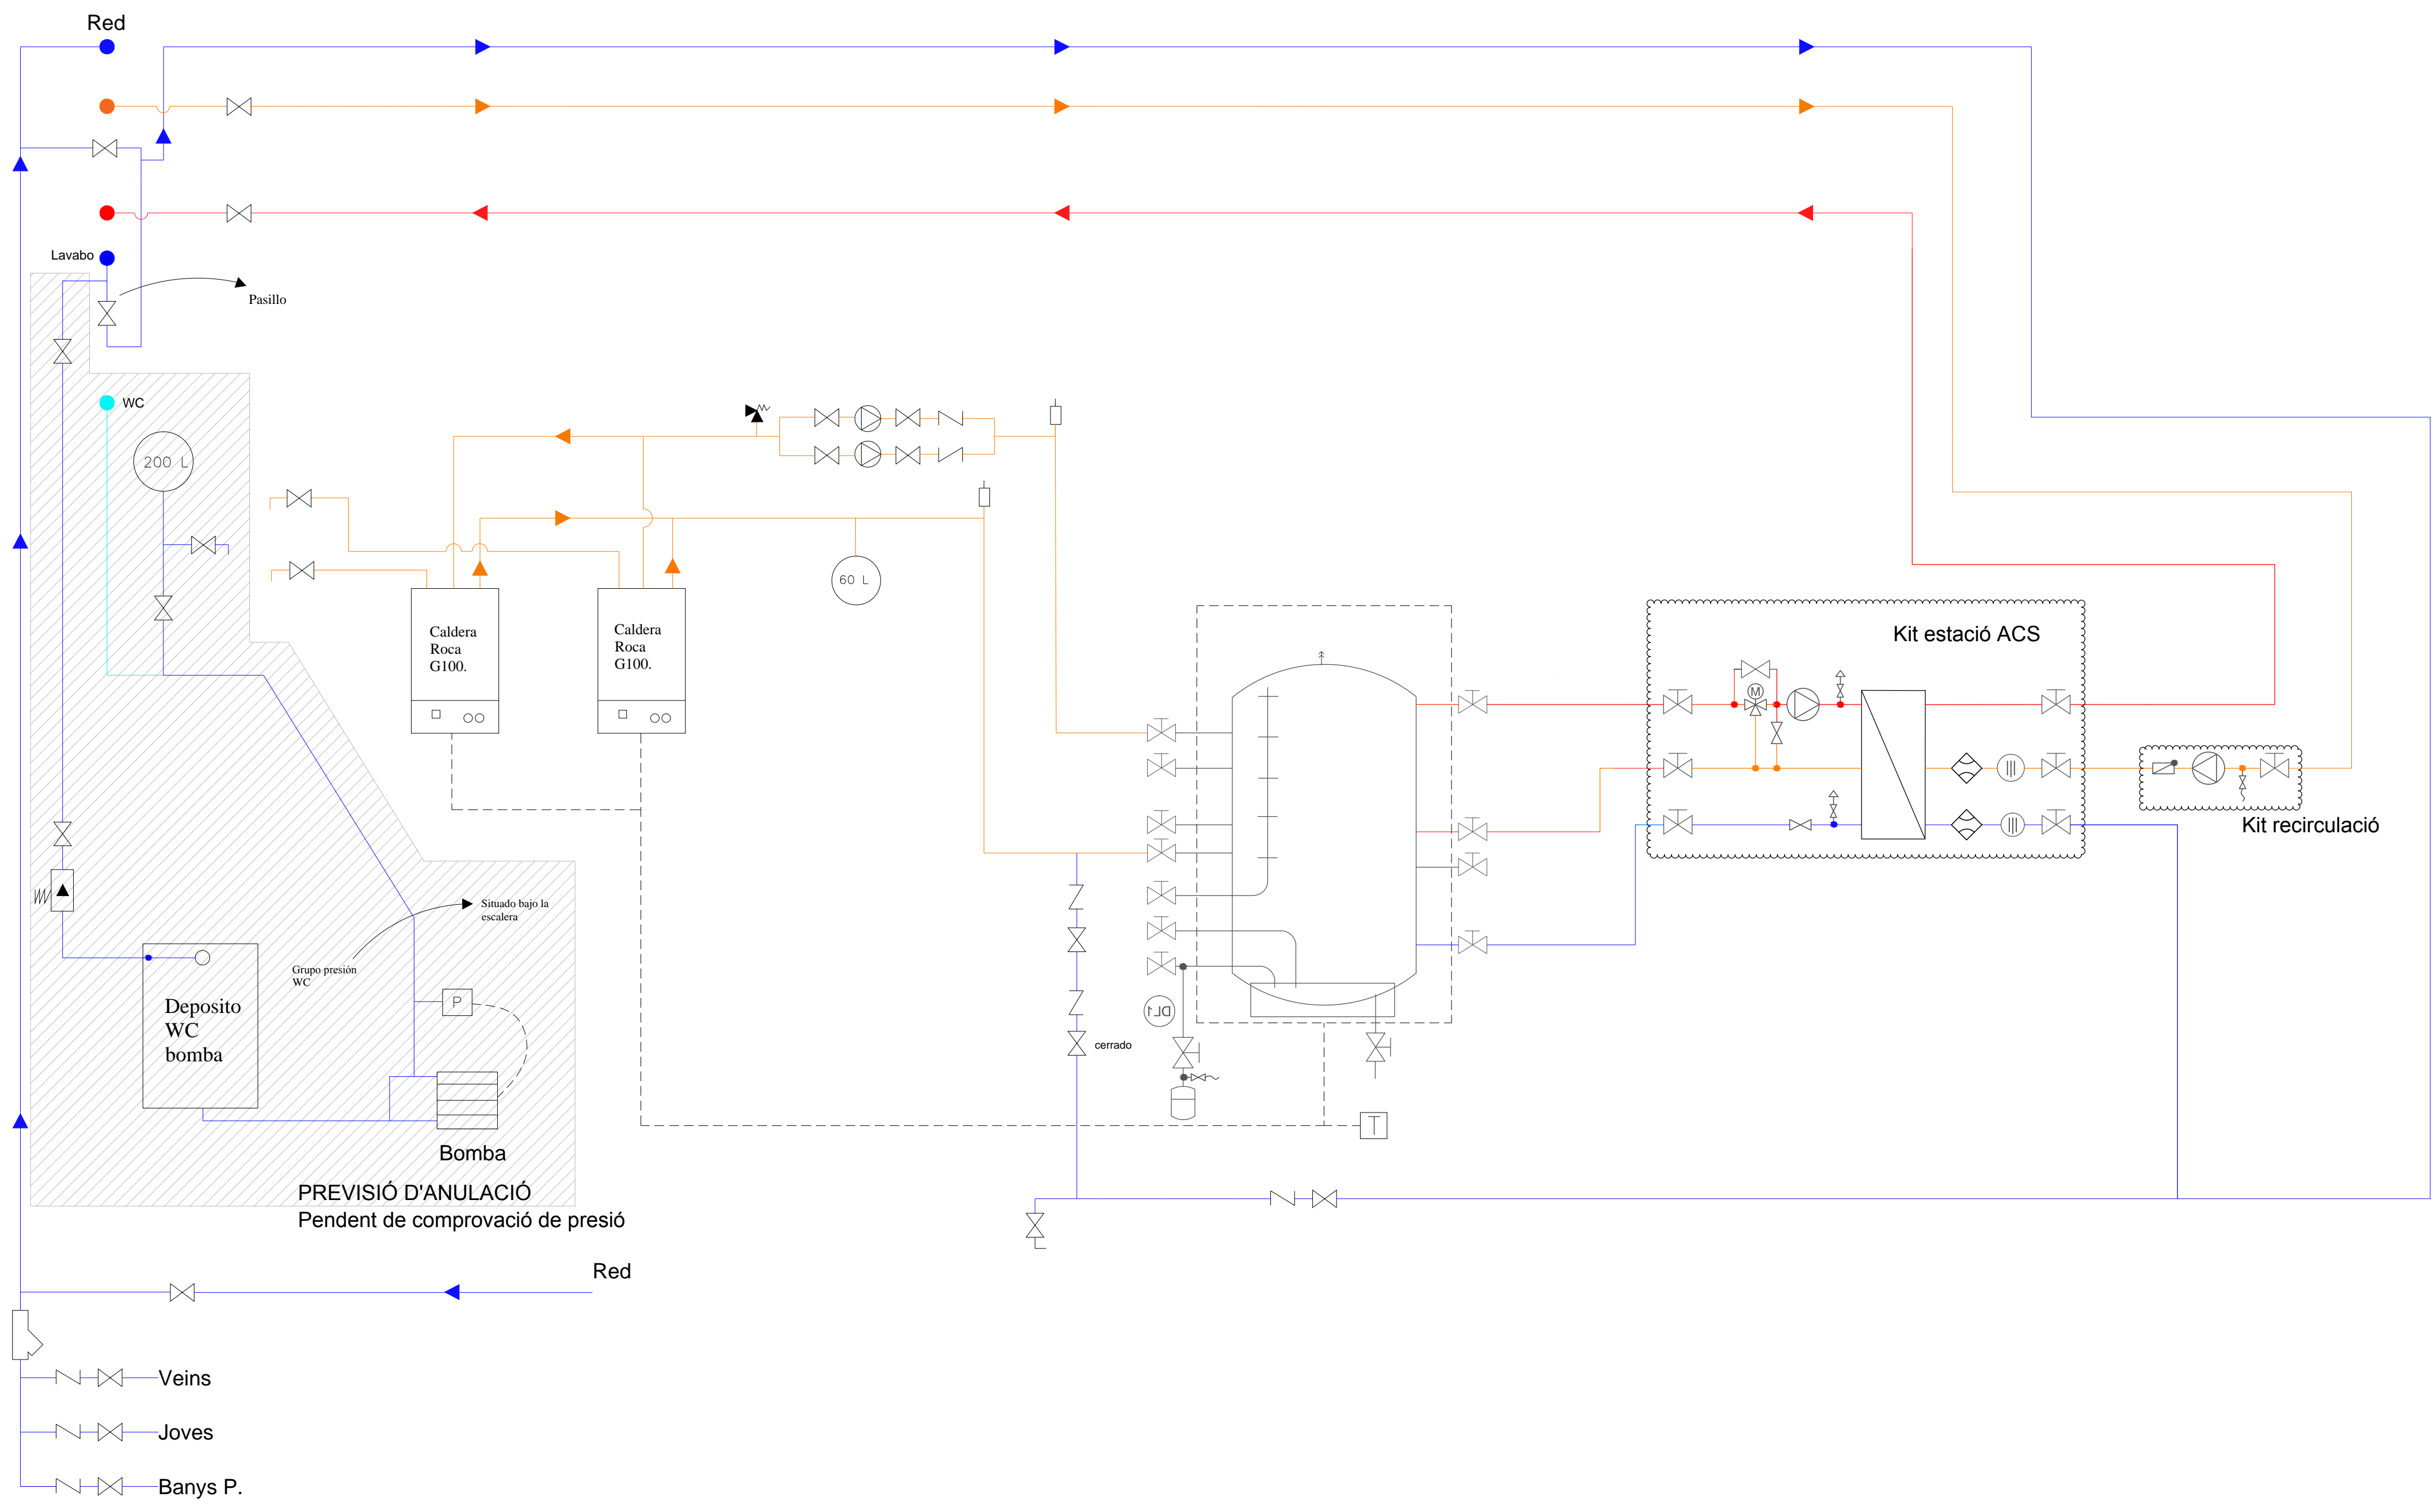 Red
Lavabo
Pasillo
WC
200 L
60 L
Caldera
Roca
G100.
Caldera
Roca
G100.
Kit estació ACS
M
Kit recirculació
Situado bajo la
escalera
Grupo presión
WC
P
Deposito
WC
bomba
DL1
cerrado
T
Bomba
PREVISIÓ D'ANULACIÓ
Pendent de comprovació de presió
Red
Veins
Joves
Banys P.